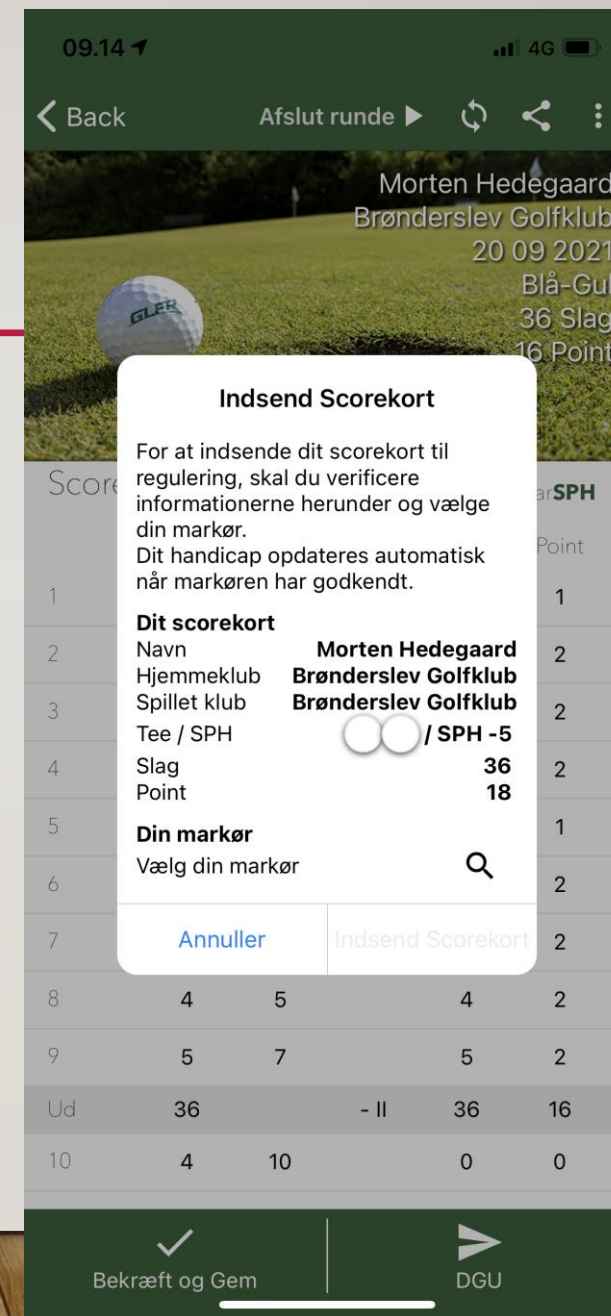 09.14
4G
Back
Afslut runde
Morten Hedegaard
Brønderslev Golfklub
20 09 2021
Blå-Gul
36 Slag
16 Point
GLFR
Indsend Scorekort
For at indsende dit scorekort til
regulering, skal du verificere
informationerne herunder og vælge
din markør.
Dit handicap opdateres automatisk
når markøren har godkendt.
SPH
Point
Dit scorekort
Navn Morten Hedegaard
Hjemmeklub Brønderslev Golfklub
Spillet klub Brønderslev Golfklub
Tee / SPH / SPH -5
Slag 36
Point 18
Din markør
Vælg din markør
Annuller Indsend Scorekort
1 1
2 2
3 2
4 2
5 1
6 2
7 2
8 4 5 4 2
9 5 7 5 2
Ud 36 - II 36 16
10 4 10 0 0
Bekræft og Gem DGU